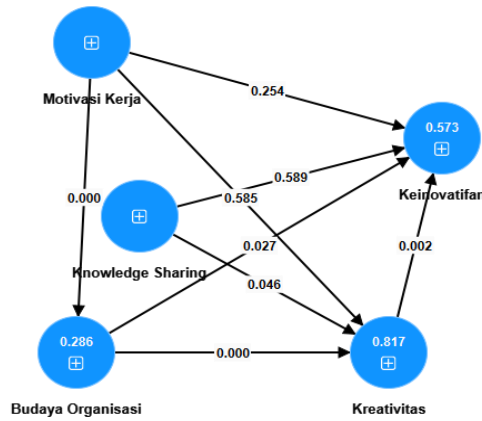 Motivasi Kerja
0.254
0.573
Keinovatifan
0.589
0.000
0.585
Knowledge Sharing
0.027
0.002
0.046
0.286
0.000
0.817
Budaya Organisasi
Kreativitas